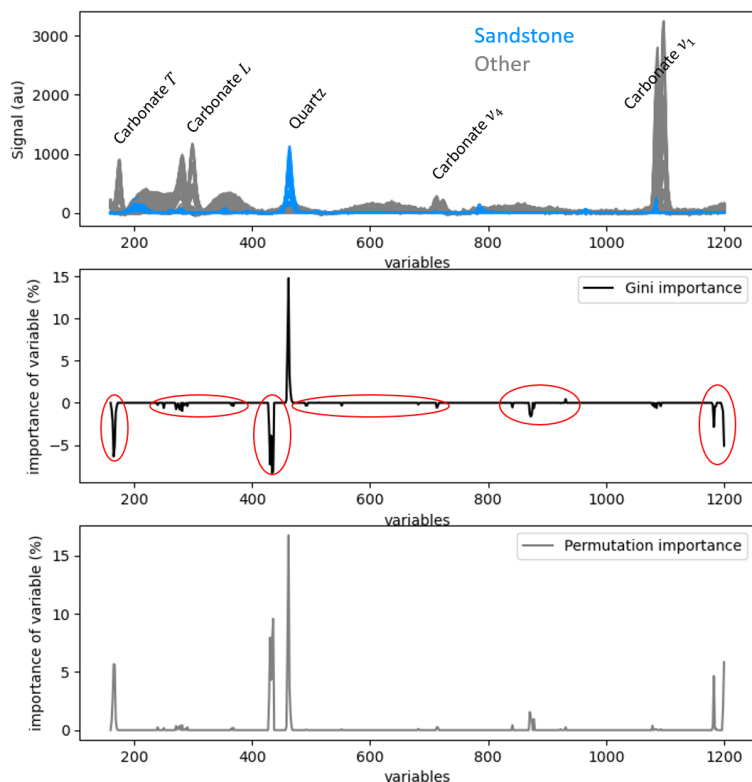 Sandstone
Other
Carbonate T
Carbonate L
Quartz
Carbonate ν4
Carbonate ν1
Signal (au)
3000
2000
1000
0
200 400 600 800 1000 1200
variables
Gini importance
importance of variable (%)
15
10
5
0
−5
200 400 600 800 1000 1200
variables
Permutation importance
importance of variable (%)
15
10
5
0
200 400 600 800 1000 1200
variables